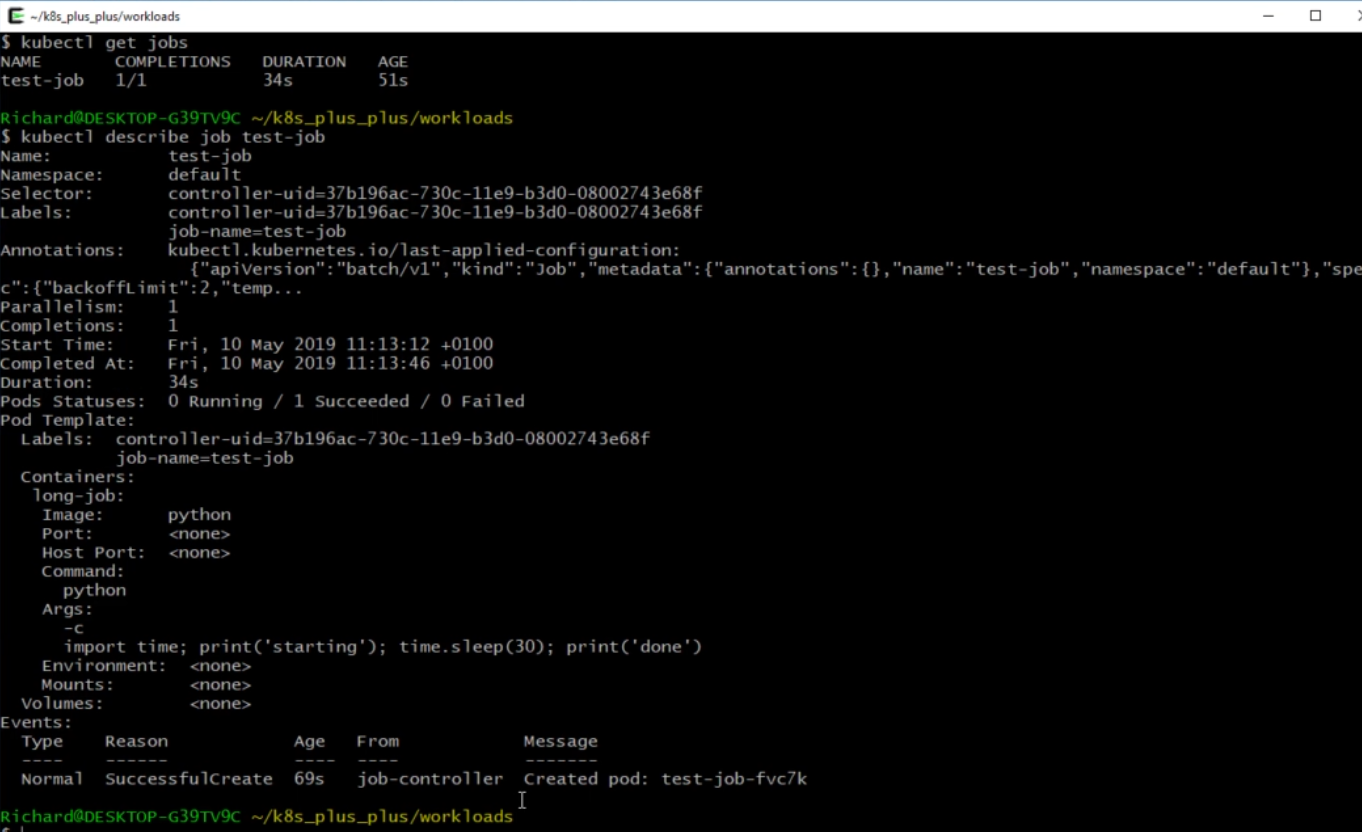 ~/k8s_plus_plus/workloads
$ kubectl get jobs
NAME       COMPLETIONS   DURATION   AGE
test-job   1/1           34s        51s
Richard@DESKTOP-G39TV9C ~/k8s_plus_plus/workloads
$ kubectl describe job test-job
Name:           test-job
Namespace:      default
Selector:       controller-uid=37b196ac-730c-11e9-b3d0-08002743e68f
Labels:         controller-uid=37b196ac-730c-11e9-b3d0-08002743e68f
                job-name=test-job
Annotations:    kubectl.kubernetes.io/last-applied-configuration:
                  {"apiVersion":"batch/v1","kind":"Job","metadata":{"annotations":{},"name":"test-job","namespace":"default"},"spe
c":{"backoffLimit":2,"temp...
Parallelism:    1
Completions:    1
Start Time:     Fri, 10 May 2019 11:13:12 +0100
Completed At:   Fri, 10 May 2019 11:13:46 +0100
Duration:       34s
Pods Statuses:  0 Running / 1 Succeeded / 0 Failed
Pod Template:
  Labels:  controller-uid=37b196ac-730c-11e9-b3d0-08002743e68f
           job-name=test-job
  Containers:
   long-job:
    Image:      python
    Port:       <none>
    Host Port:  <none>
    Command:
      python
    Args:
      -c
      import time; print('starting'); time.sleep(30); print('done')
    Environment:  <none>
    Mounts:       <none>
  Volumes:        <none>
Events:
  Type    Reason            Age   From            Message
  ----    ------            ----  ----            -------
  Normal  SuccessfulCreate  69s   job-controller  Created pod: test-job-fvc7k
Richard@DESKTOP-G39TV9C ~/k8s_plus_plus/workloads
$